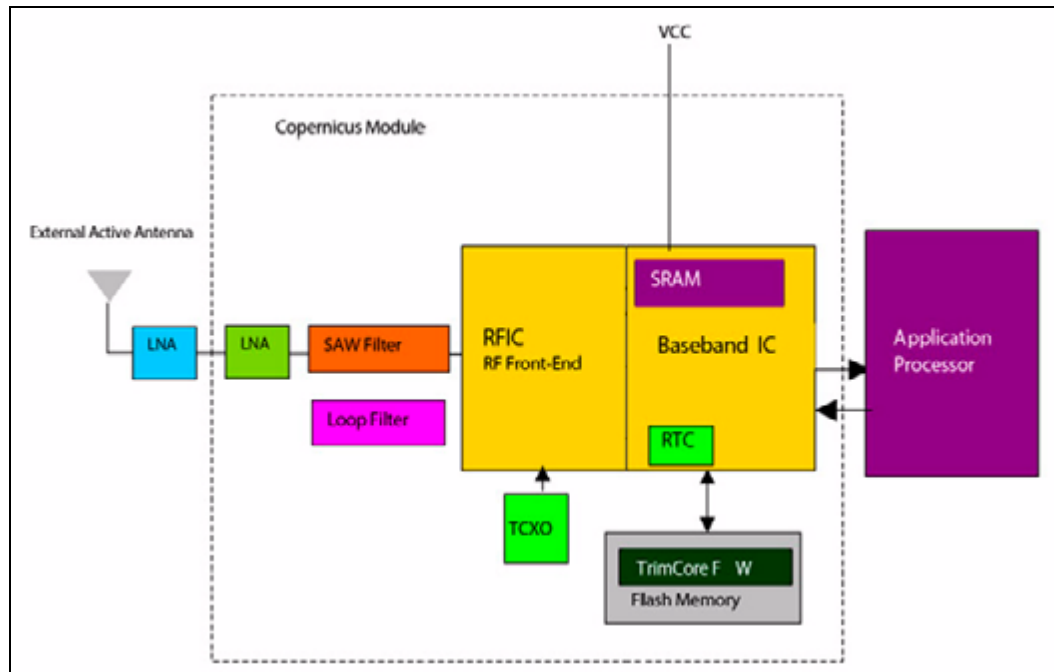 VCC
Copernicus Module
External Active Antenna
SRAM
LNA
LNA
SAW Filter
RFIC
RF Front-End
Baseband IC
Application
Processor
Loop Filter
RTC
TCXO
TrimCore F W
Fllash Memory